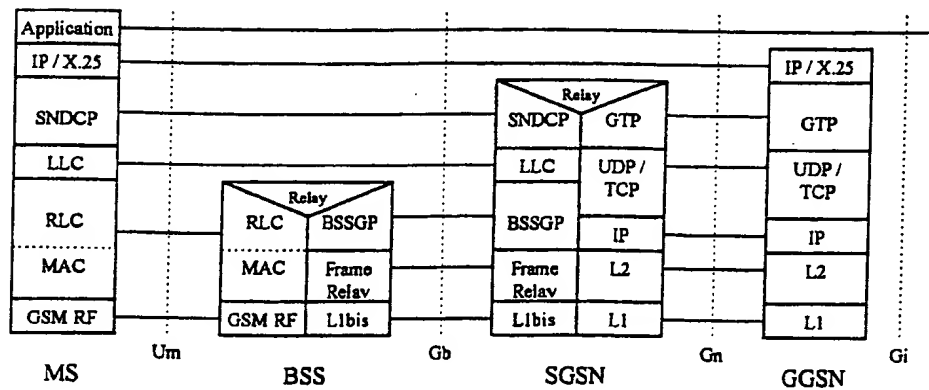 Application
IP / X.25
SNDCP
LLC
RLC
MAC
GSM RF
MS
Um
Relay
RLC
BSSGP
MAC
Frame
Relay
GSM RF
L1bis
BSS
Gb
Relay
SNDCP
GTP
LLC
UDP /
TCP
BSSGP
IP
Frame
Relay
L2
L1bis
L1
SGSN
Gn
IP / X.25
GTP
UDP /
TCP
IP
L2
L1
GGSN
Gi